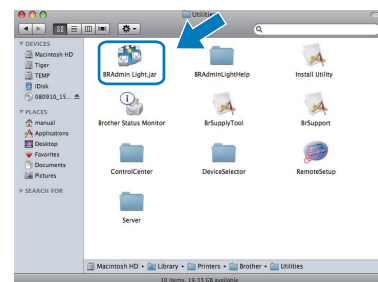 Utilities
DEVICES
Macintosh HD
Tiger
TEMP
iDisk
080910_15...
PLACES
manual
Applications
Desktop
Favorites
Documents
Pictures
SEARCH FOR
BRAdmin Light.jar
BRAdminLightHelp
Install Utility
Brother Status Monitor
BrSupplyTool
BrSupport
ControlCenter
DeviceSelector
RemoteSetup
Server
Macintosh HD ▸ Library ▸ Printers ▸ Brother ▸ Utilities
10 items, 19.33 GB available